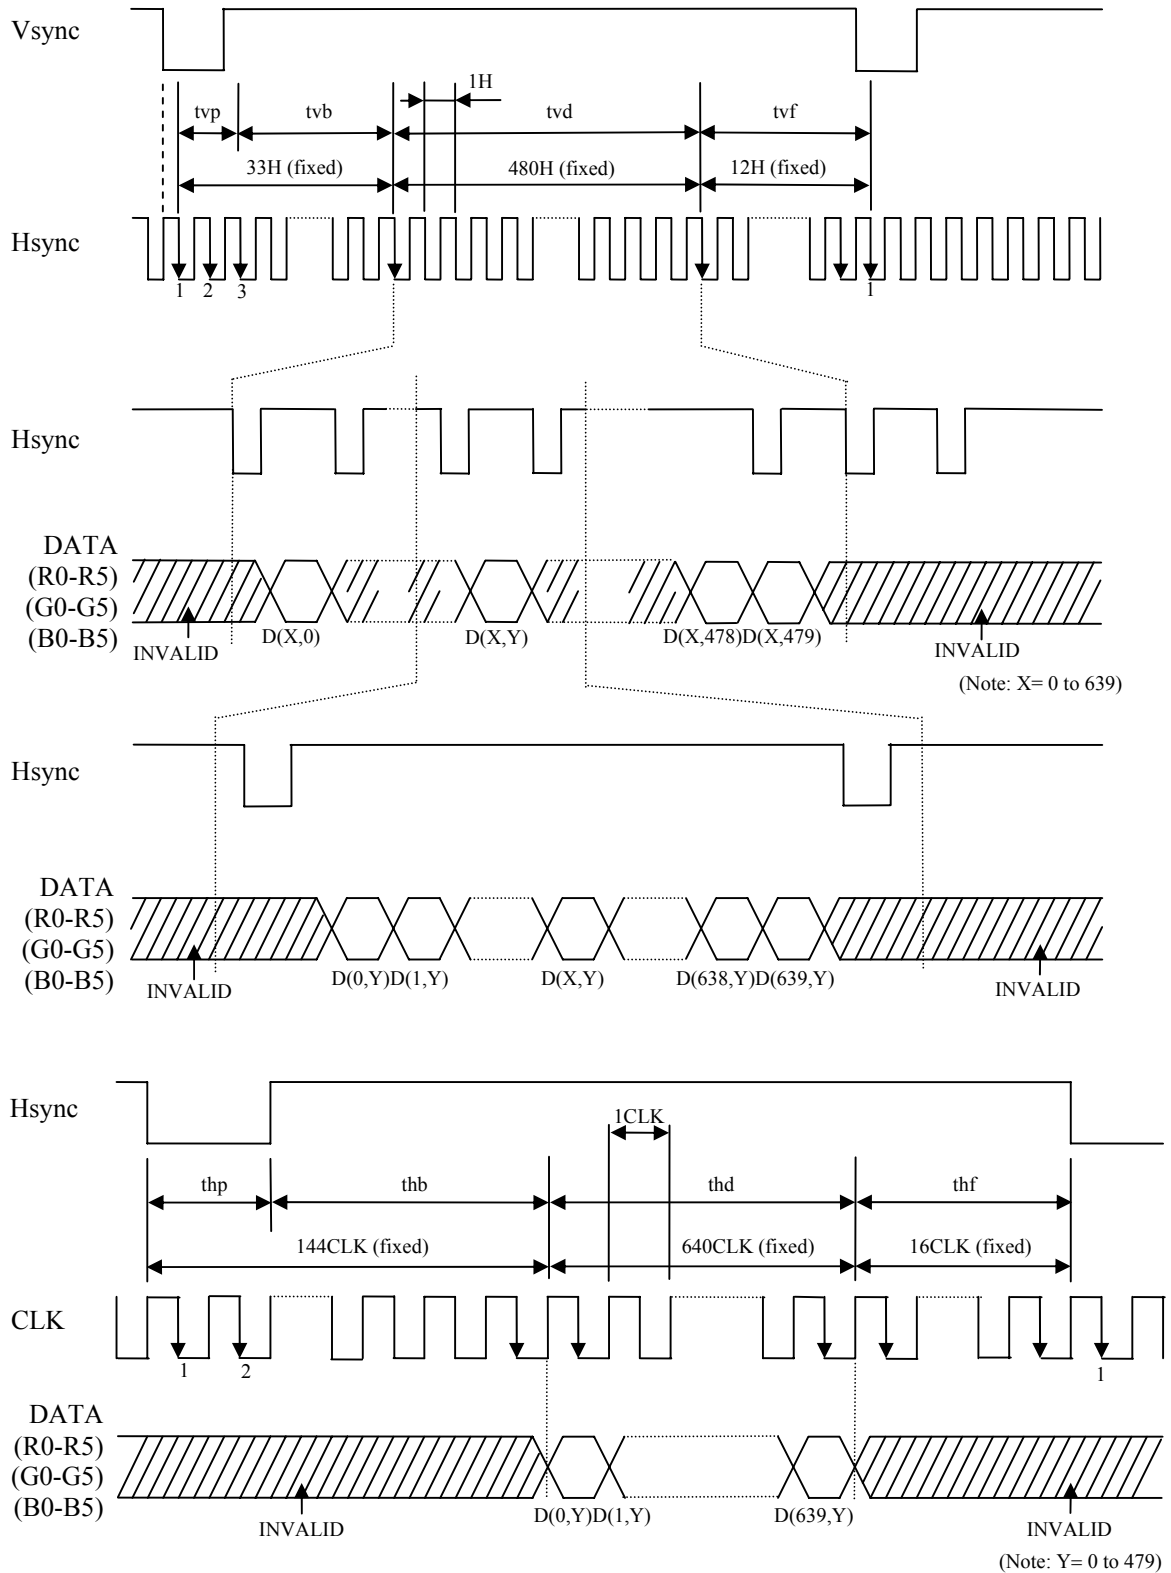 Vsync
1H
tvp
tvb
tvd
tvf
33H (fixed)
480H (fixed)
12H (fixed)
Hsync
1
2
3
1
Hsync
DATA
(R0-R5)
(G0-G5)
(B0-B5)
D(X,0)
D(X,Y)
D(X,478)D(X,479)
INVALID
INVALID
(Note: X= 0 to 639)
Hsync
DATA
(R0-R5)
(G0-G5)
(B0-B5)
D(0,Y)D(1,Y)
D(X,Y)
D(638,Y)D(639,Y)
INVALID
INVALID
Hsync
1CLK
thp
thb
thd
thf
144CLK (fixed)
640CLK (fixed)
16CLK (fixed)
CLK
1
2
1
DATA
(R0-R5)
(G0-G5)
(B0-B5)
D(0,Y)D(1,Y)
D(639,Y)
INVALID
INVALID
(Note: Y= 0 to 479)